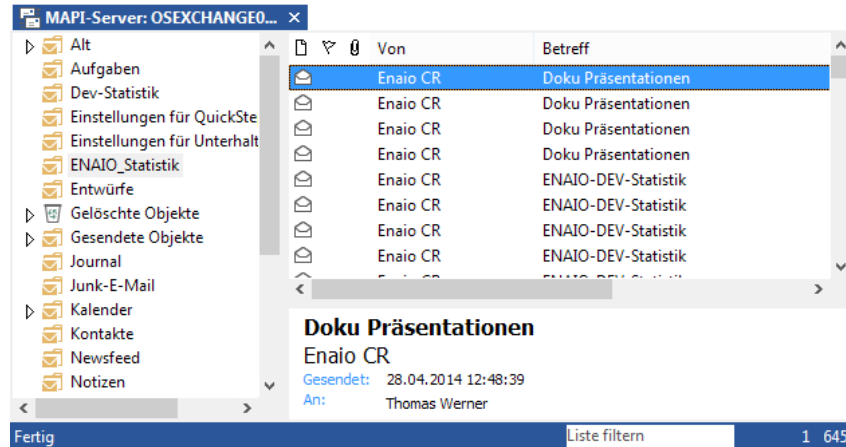 MAPI-Server: OSEXCHANGE0...
Alt
Aufgaben
Dev-Statistik
Einstellungen für QuickSte
Einstellungen für Unterhalt
ENAIO_Statistik
Entwürfe
Gelöschte Objekte
Gesendete Objekte
Journal
Junk-E-Mail
Kalender
Kontakte
Newsfeed
Notizen
Von Betreff
Enaio CR Doku Präsentationen
Enaio CR Doku Präsentationen
Enaio CR Doku Präsentationen
Enaio CR Doku Präsentationen
Enaio CR ENAIO-DEV-Statistik
Enaio CR ENAIO-DEV-Statistik
Enaio CR ENAIO-DEV-Statistik
Enaio CR ENAIO-DEV-Statistik
Doku Präsentationen
Enaio CR
Gesendet: 28.04.2014 12:48:39
An: Thomas Werner
Fertig Liste filtern 1 645